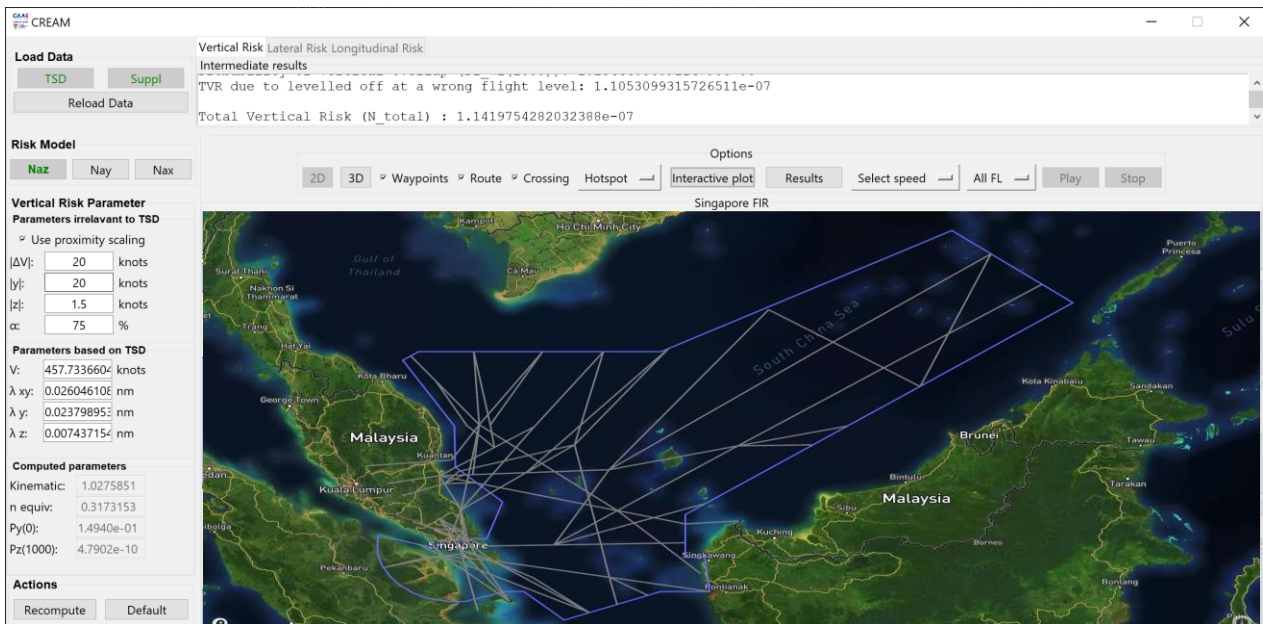 CAAS CREAM
Load Data
TSD Suppl
Reload Data
Risk Model
Naz Nay Nax
Vertical Risk Parameter
Parameters irrelavant to TSD
Use proximity scaling
|ΔV|: 20 knots
|y|: 20 knots
|z|: 1.5 knots
α: 75 %
Parameters based on TSD
V: 457.7336604 knots
λ xy: 0.02604610 nm
λ y: 0.02379895 nm
λ z: 0.00743715 nm
Computed parameters
Kinematic: 1.0275851
n equiv: 0.3173153
Py(0): 1.4940e-01
Pz(1000): 4.7902e-10
Actions
Recompute Default
Vertical Risk Lateral Risk Longitudinal Risk
Intermediate results
TVR due to levelled off at a wrong flight level: 1.1053099315726511e-07
Total Vertical Risk (N_total) : 1.1419754282032388e-07
Options
2D 3D Waypoints Route Crossing Hotspot Interactive plot Results Select speed All FL Play Stop
Singapore FIR
Kampot
Ho Chi Minh City
Puerto
Princesa
Gulf of
Thailand
Surat Thani
Ca Mau
Nakhon Si
Thammarat
Trang
Sulu S
Hat Yai
South China Sea
Kota Bharu
Kota Kinabalu
Sandakan
George Town
Malaysia
Brunei
Tawau
Kuantan
Bintulu
Tarakan
Kuala Lumpur
Malaysia
Sibu
Kuching
Borneo
Singapore
Singkawang
Pekanbaru
Bontang
Pontianak